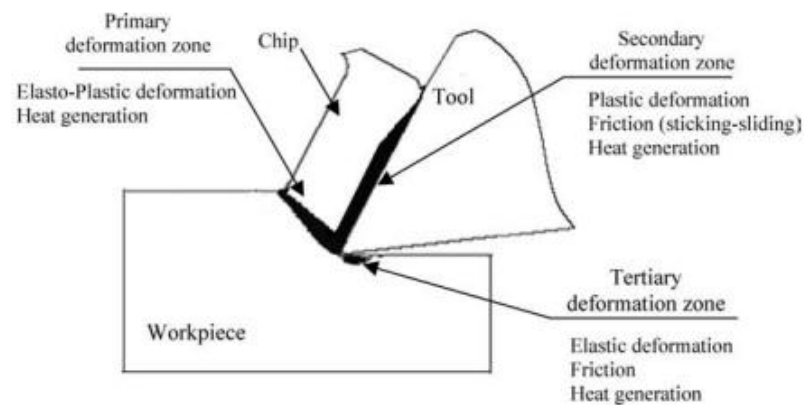 Primary
deformation zone
Elasto-Plastic deformation
Heat generation
Chip
Tool
Secondary
deformation zone
Plastic deformation
Friction (sticking-sliding)
Heat generation
Workpiece
Tertiary
deformation zone
Elastic deformation
Friction
Heat generation